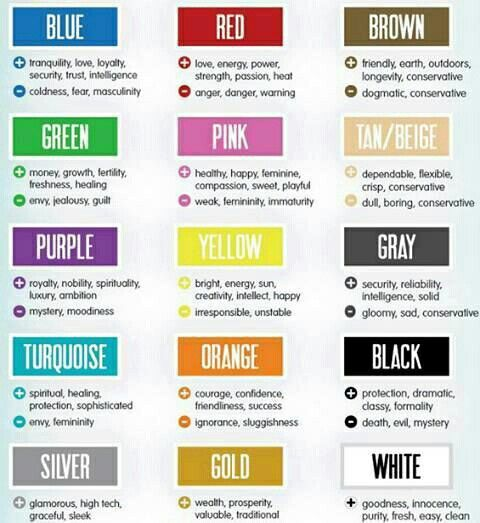 BLUE
+ tranquility, love, loyalty,
security, trust, intelligence
- coldness, fear, masculinity
RED
+ love, energy, power,
strength, passion, heat
- anger, danger, warning
BROWN
+ friendly, earth, outdoors,
longevity, conservative
- dogmatic, conservative
GREEN
+ money, growth, fertility,
freshness, healing
- envy, jealousy, guilt
PINK
+ healthy, happy, feminine,
compassion, sweet, playful
- weak, femininity, immaturity
TAN/BEIGE
+ dependable, flexible,
crisp, conservative
- dull, boring, conservative
PURPLE
+ royalty, nobility, spirituality,
luxury, ambition
- mystery, moodiness
YELLOW
+ bright, energy, sun,
creativity, intellect, happy
- irresponsible, unstable
GRAY
+ security, reliability,
intelligence, solid
- gloomy, sad, conservative
TURQUOISE
+ spiritual, healing,
protection, sophisticated
- envy, femininity
ORANGE
+ courage, confidence,
friendliness, success
- ignorance, sluggishness
BLACK
+ protection, dramatic,
classy, formality
- death, evil, mystery
SILVER
+ glamorous, high tech,
graceful, sleek
GOLD
+ wealth, prosperity,
valuable, traditional
WHITE
+ goodness, innocence,
purity, fresh, easy, clean